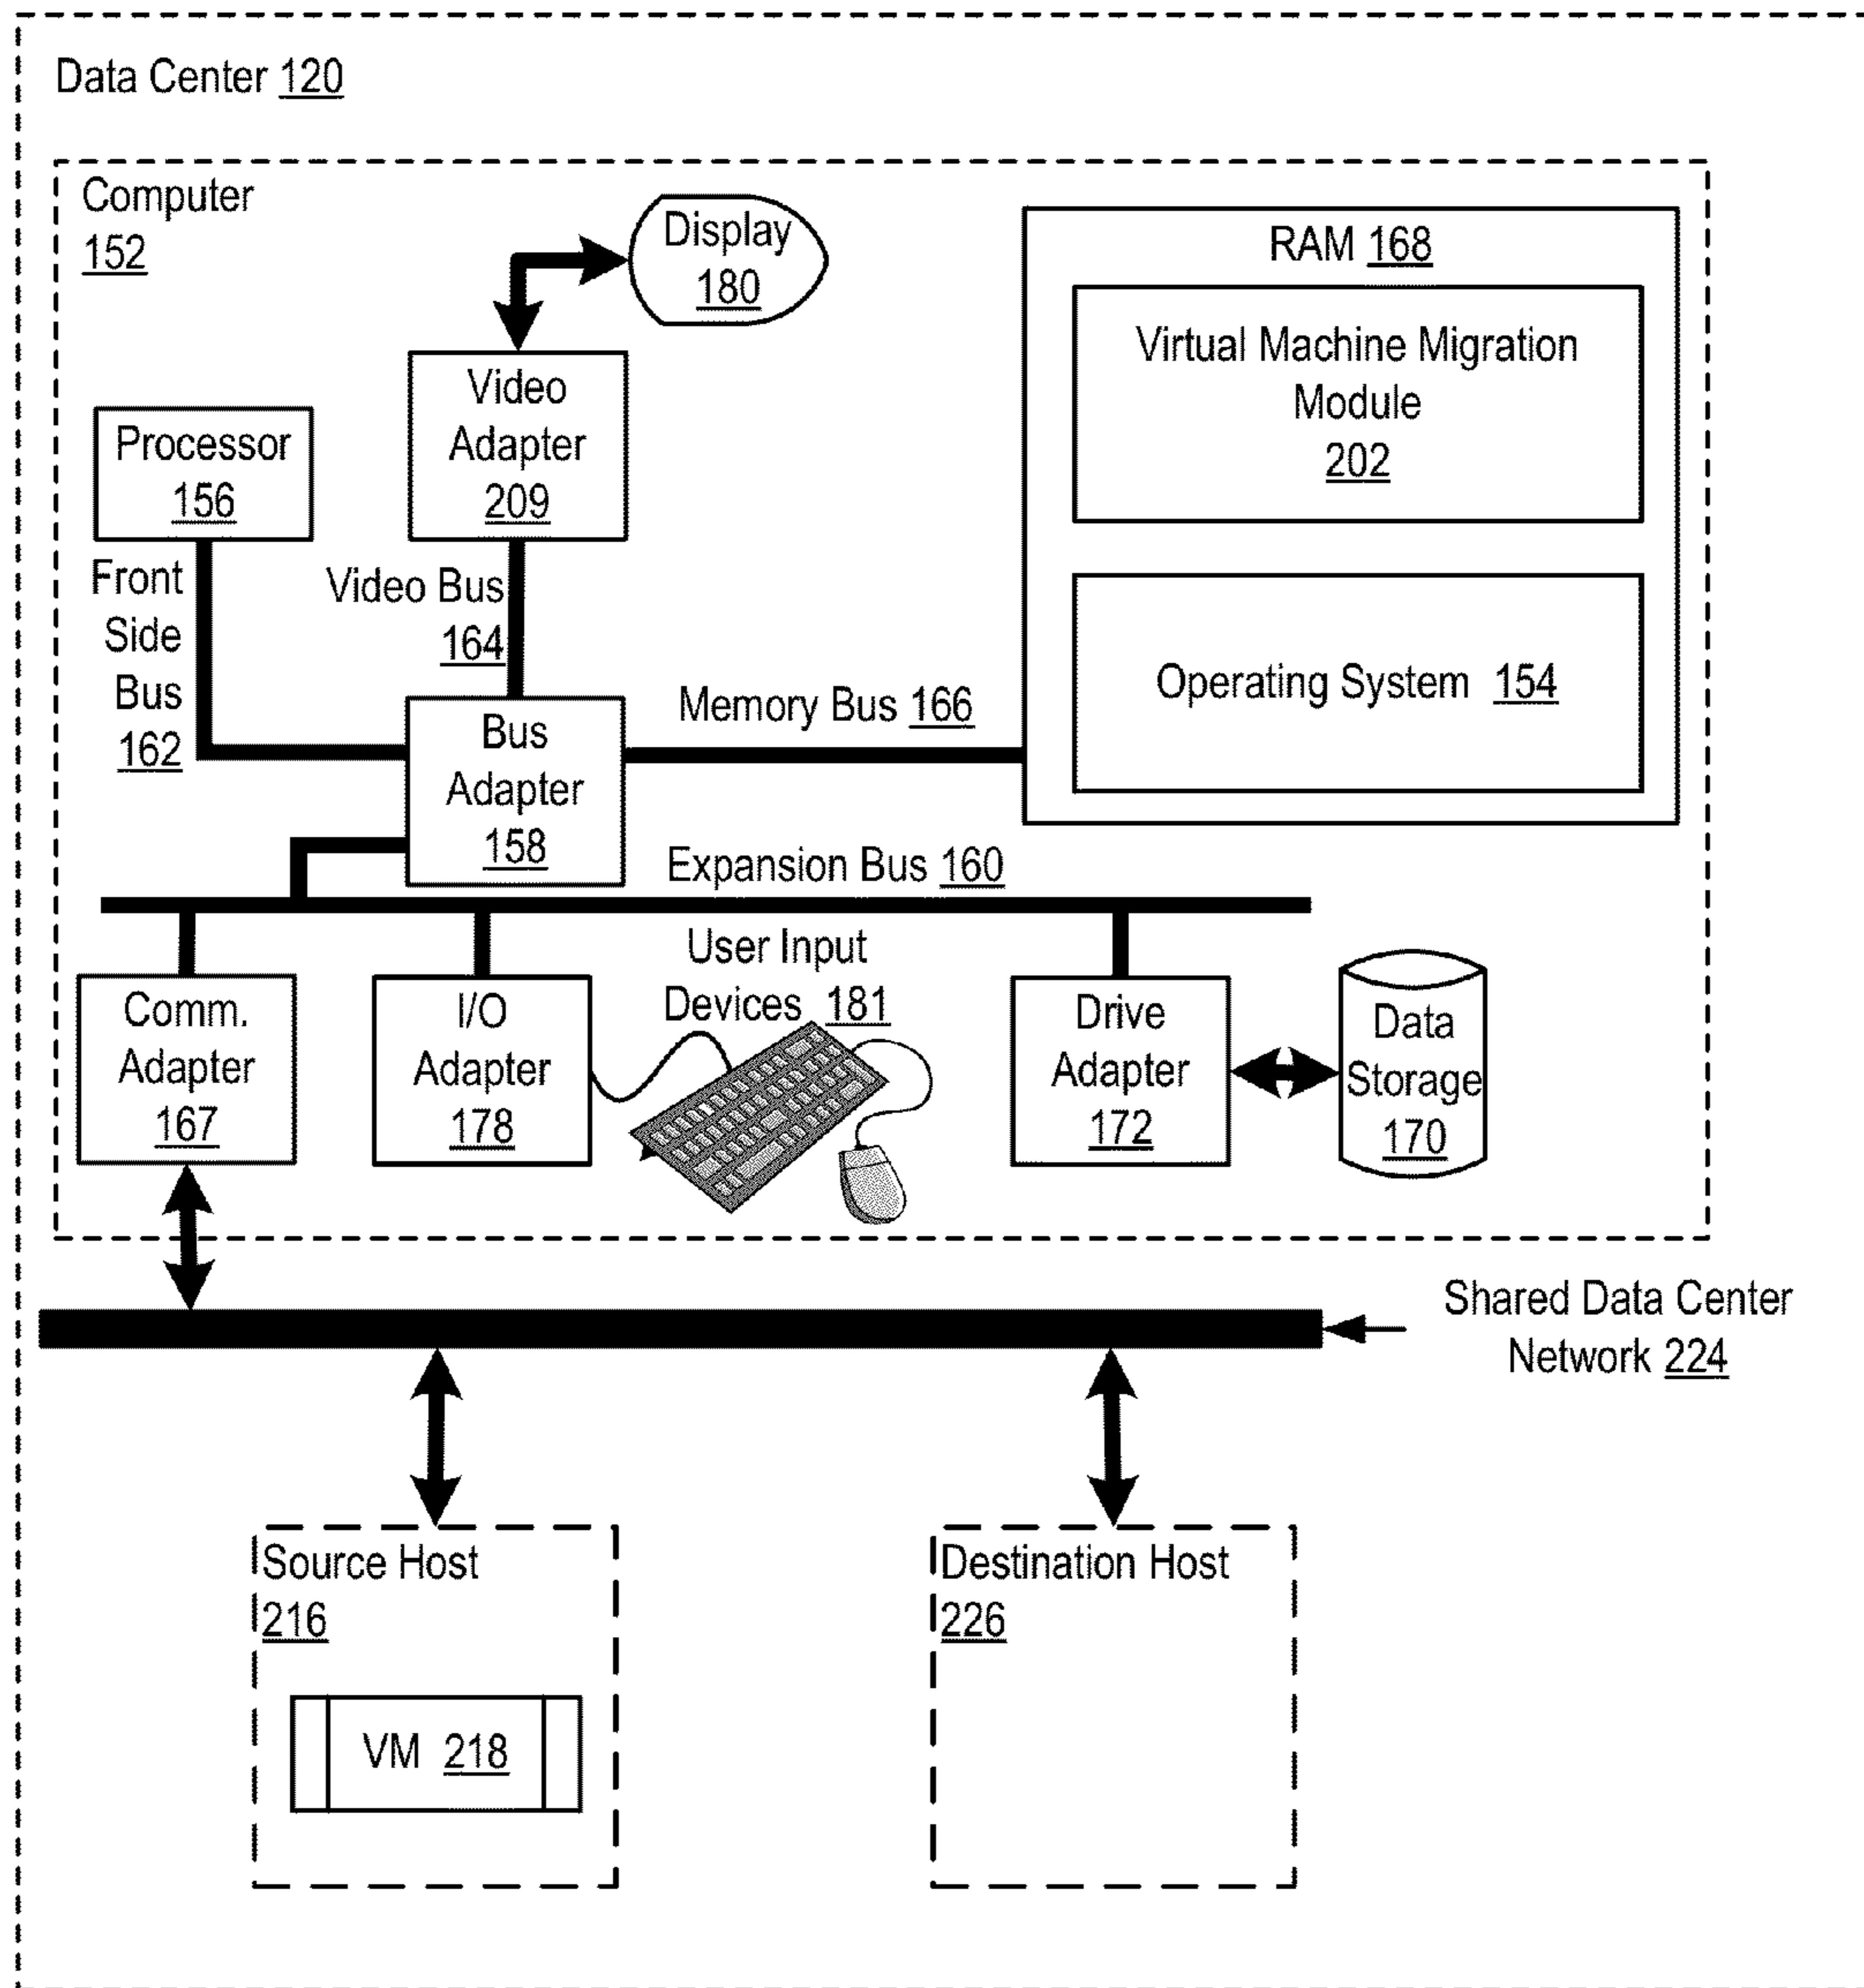 Data Center 120
Computer
152
Display
180
RAM 168
Virtual Machine Migration
Module
202
Video
Adapter
209
Processor
156
Front
Side
Bus
162
Video Bus
164
Operating System 154
Memory Bus 166
Bus
Adapter
158
Expansion Bus 160
User Input
Devices 181
Comm.
Adapter
167
I/O
Adapter
178
Drive
Adapter
172
Data
Storage
170
Shared Data Center
Network 224
Source Host
216
VM 218
Destination Host
226